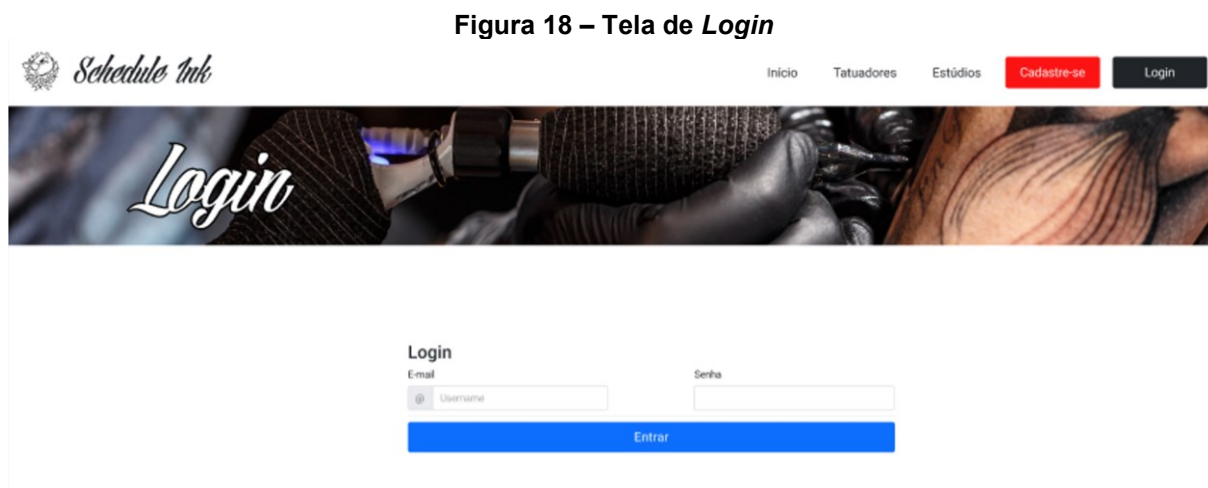 Figura 18 – Tela de Login
Schedule Ink
Início Tatuadores Estúdios Cadastre-se Login
Login
Login
E-mail Senha
@ Username
Entrar